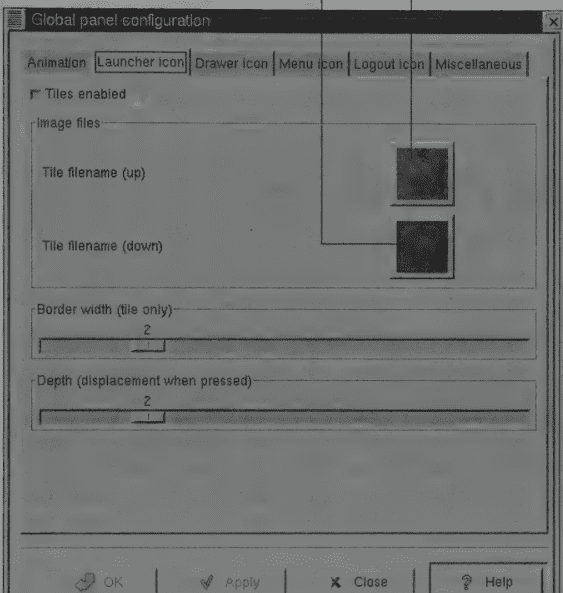 Global panel configuration
Animation Launcher icon Drawer icon Menu icon Logout icon Miscellaneous
Tiles enabled
Image files
Tile filename (up)
Tile filename (down)
Border width (tile only)
2
Depth (displacement when pressed)
2
OK Apply Close Help